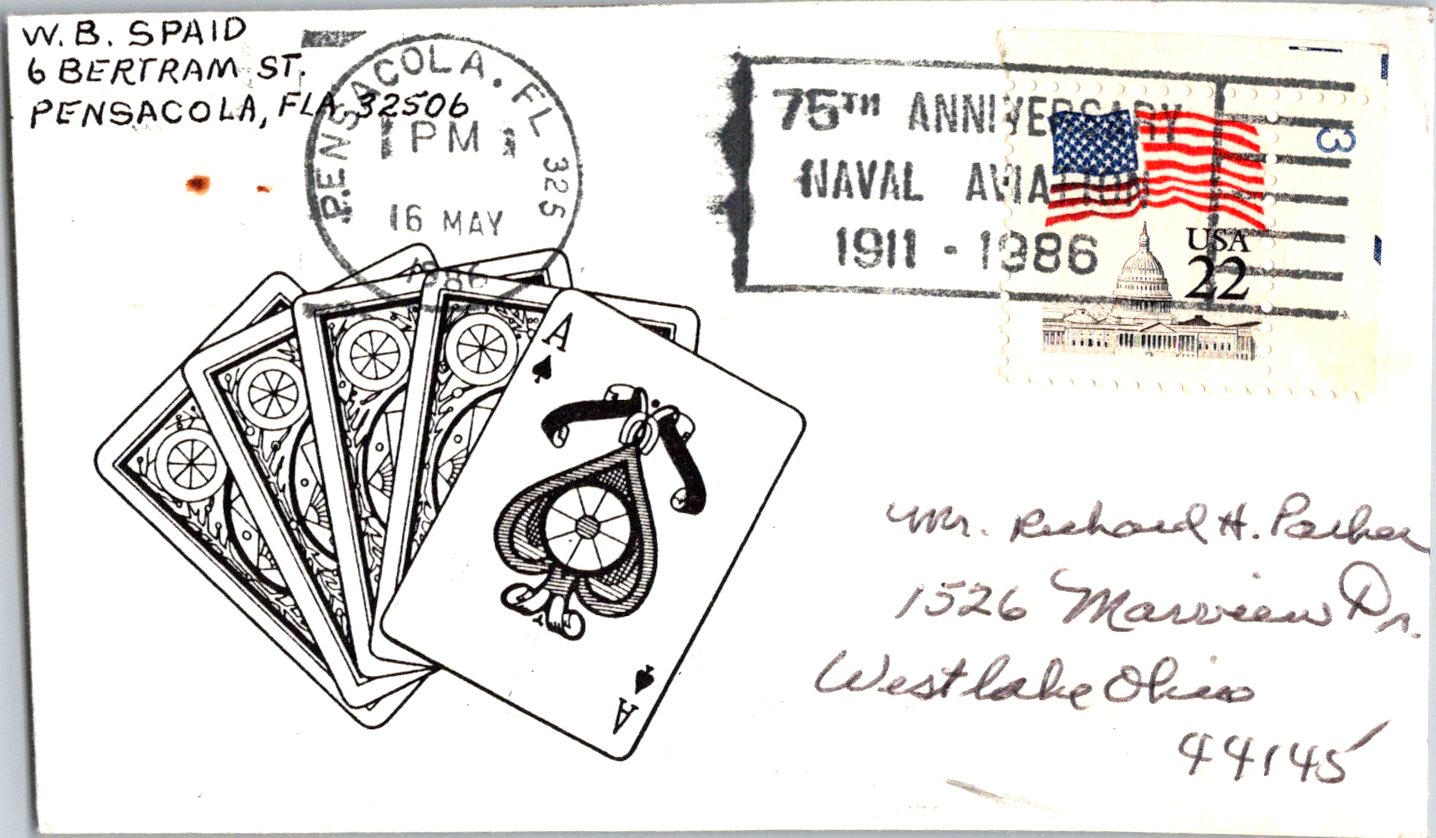 W. B. SPAID
6 BERTRAM ST.
PENSACOLA, FLA 32506
PENSACOLA, FL 325
PM
16 MAY
1986
75TH ANNIVERSARY
NAVAL AVIATION
1911 - 1986
3
USA
22
A
A
Mr. Richard H. Parker
1526 Marview Dr.
Westlake Ohio
44145